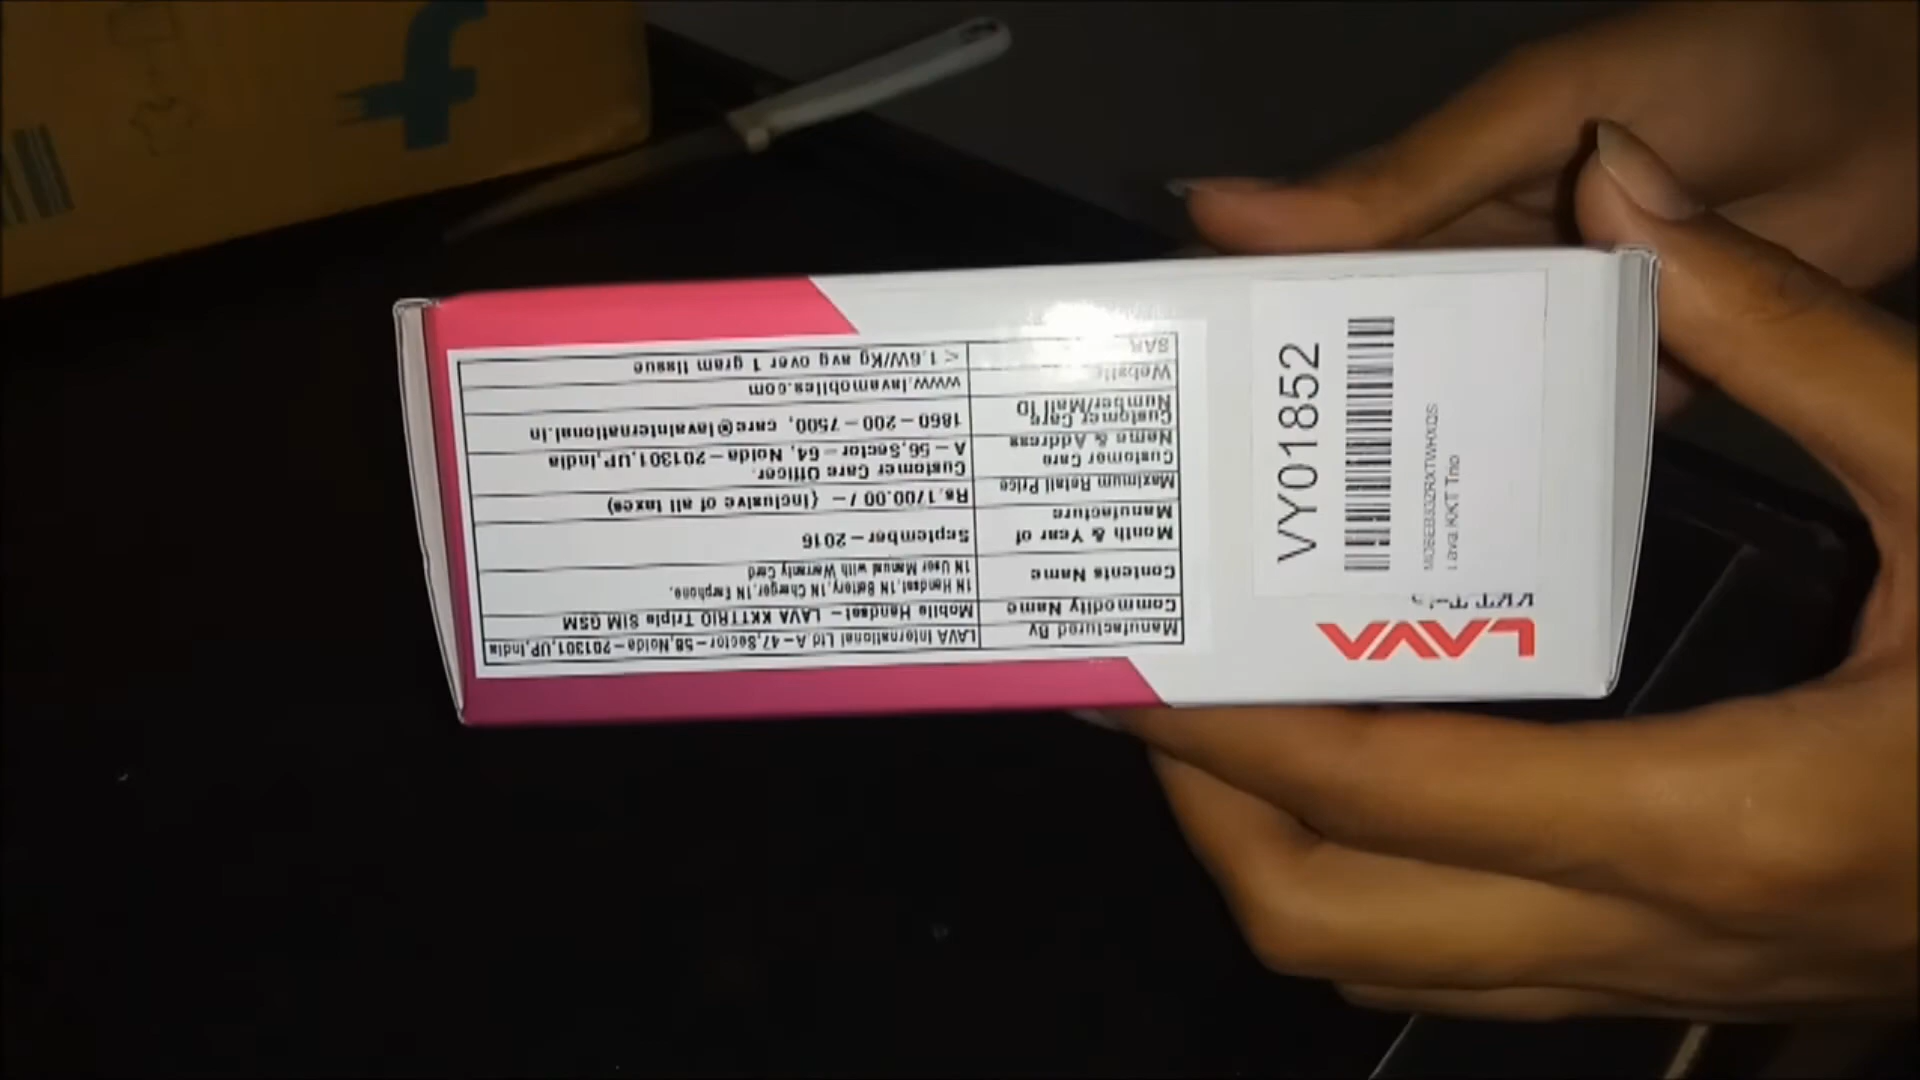 LAVA
Manufactured By LAVA International Ltd A-47,Sector-58,Noida-201301,UP,India
Commodity Name Mobile Handset- LAVA KKTTRIO Triple SIM GSM
Contents Name 1N Handset,1N Battery,1N Charger,1N Earphone,
1N User Manual with Warranty Card
Month & Year of
Manufacture September-2016
Maximum Retail Price Rs.1700.00 /- (Inclusive of all taxes)
Customer Care
Name & Address Customer Care Officer.
A-56,Sector-64, Noida-201301,UP,India
Customer Care
Number/Mail ID 1860-200-7500, care@lavainternational.in
Website www.lavamobiles.com
SAR < 1.6W/Kg avg over 1 gram tissue
VY01852
Lava KKT